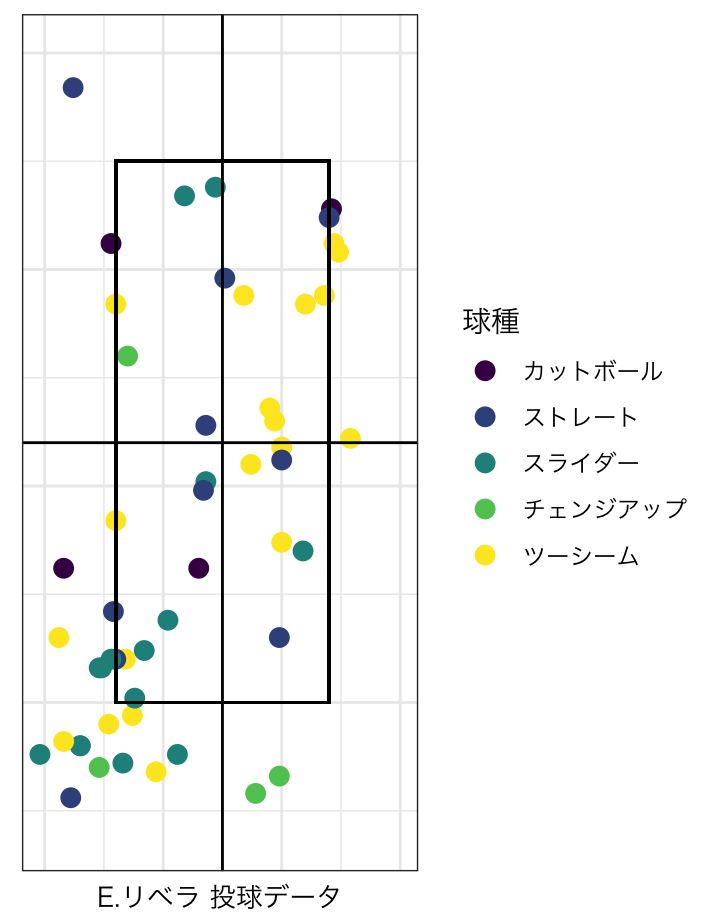 球種
カットボール
ストレート
スライダー
チェンジアップ
ツーシーム
E.リベラ 投球データ